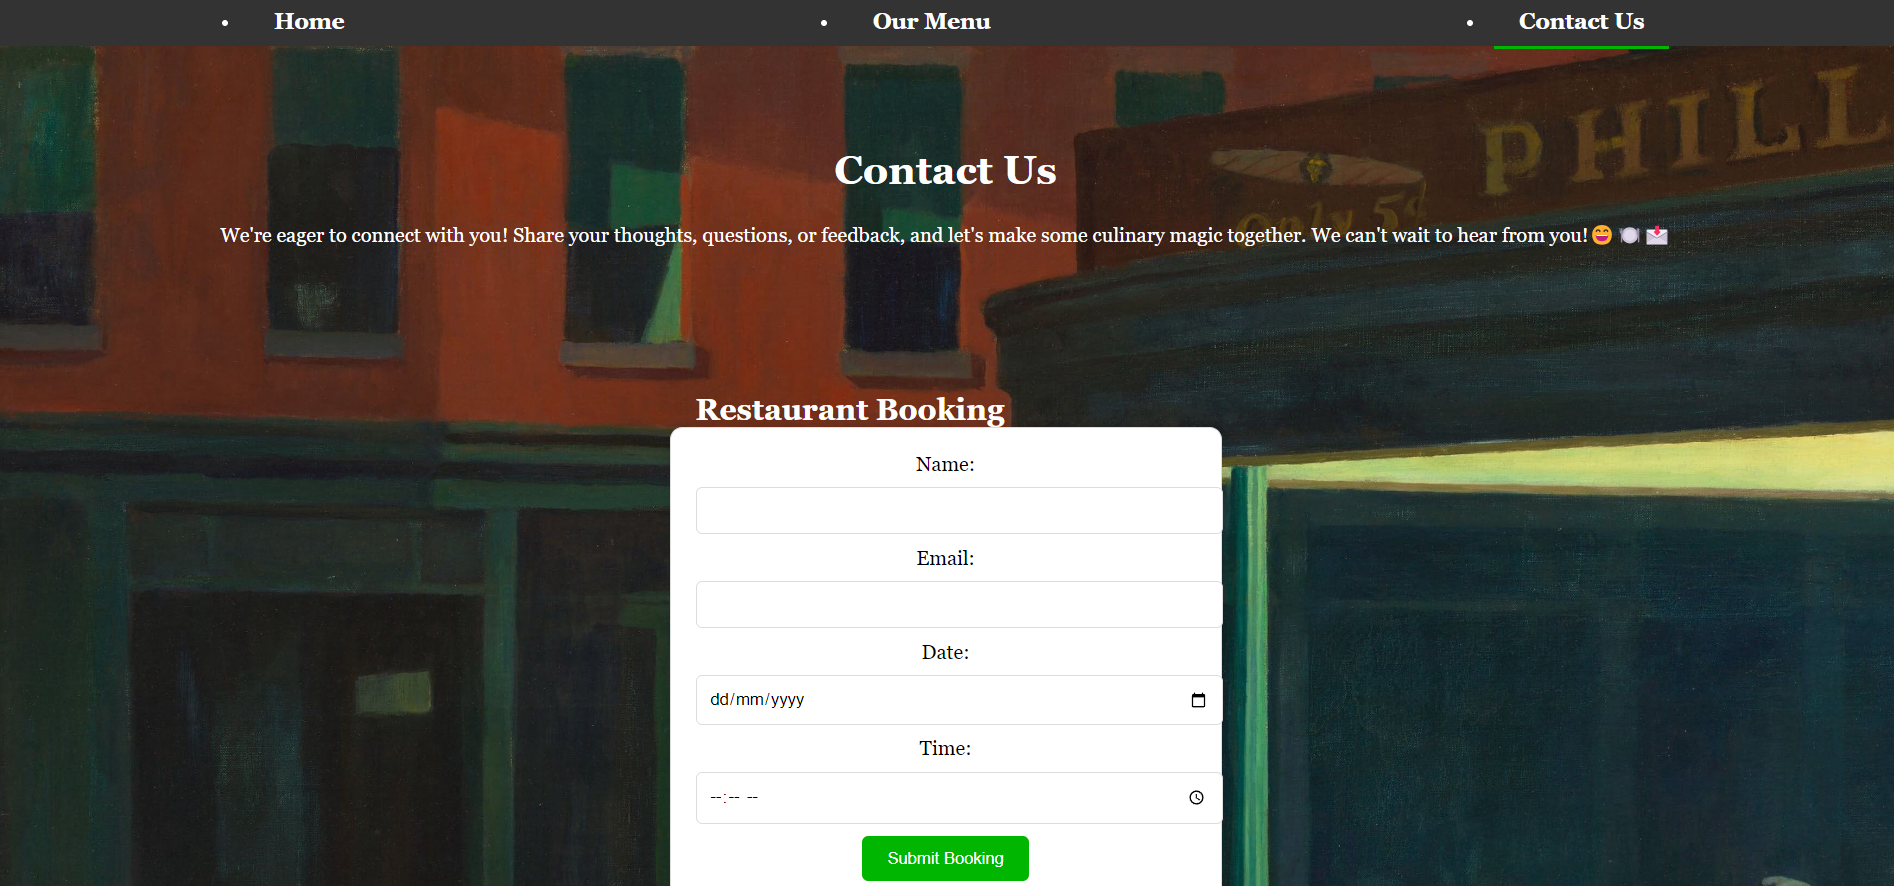 • Home • Our Menu • Contact Us
PHILL
Only 5¢
Contact Us
We're eager to connect with you! Share your thoughts, questions, or feedback, and let's make some culinary magic together. We can't wait to hear from you!😄 🍽️ 📩
Restaurant Booking
Name:
Email:
Date:
dd/mm/yyyy
Time:
--:-- --
Submit Booking